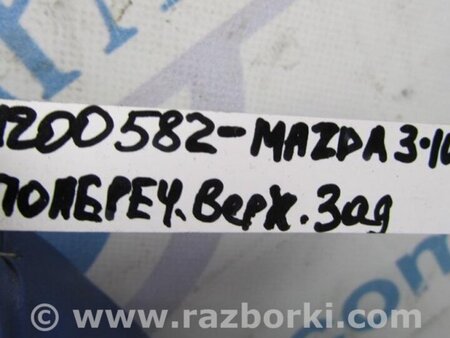 1200582-MAZDA 3·10
ПОПЕРЕЧ. Верх. Зад
© www.razborki.com